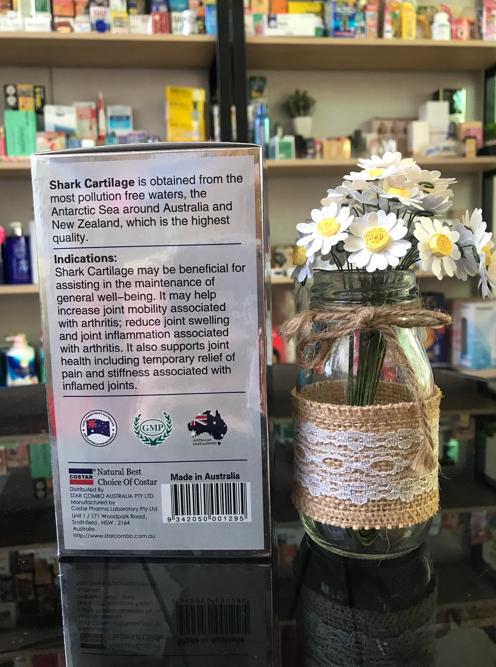 Shark Cartilage is obtained from the
most pollution free waters, the
Antarctic Sea around Australia and
New Zealand, which is the highest
quality.
Indications:
Shark Cartilage may be beneficial for
assisting in the maintenance of
general well–being. It may help
increase joint mobility associated
with arthritis; reduce joint swelling
and joint inflammation associated
with arthritis. It also supports joint
health including temporary relief of
pain and stiffness associated with
inflamed joints.
GMP
COSTAR
Natural Best
Choice Of Costar
Distributed By
STAR COMBO AUSTRALIA PTY LTD
Manufactured by
Costar Pharma Laboratory Pty Ltd
Unit 1 / 171 Woodpark Road,
Smithfield , NSW , 2164
Australia
http://www.starcombo.com.au
Made in Australia
9 342050 001295